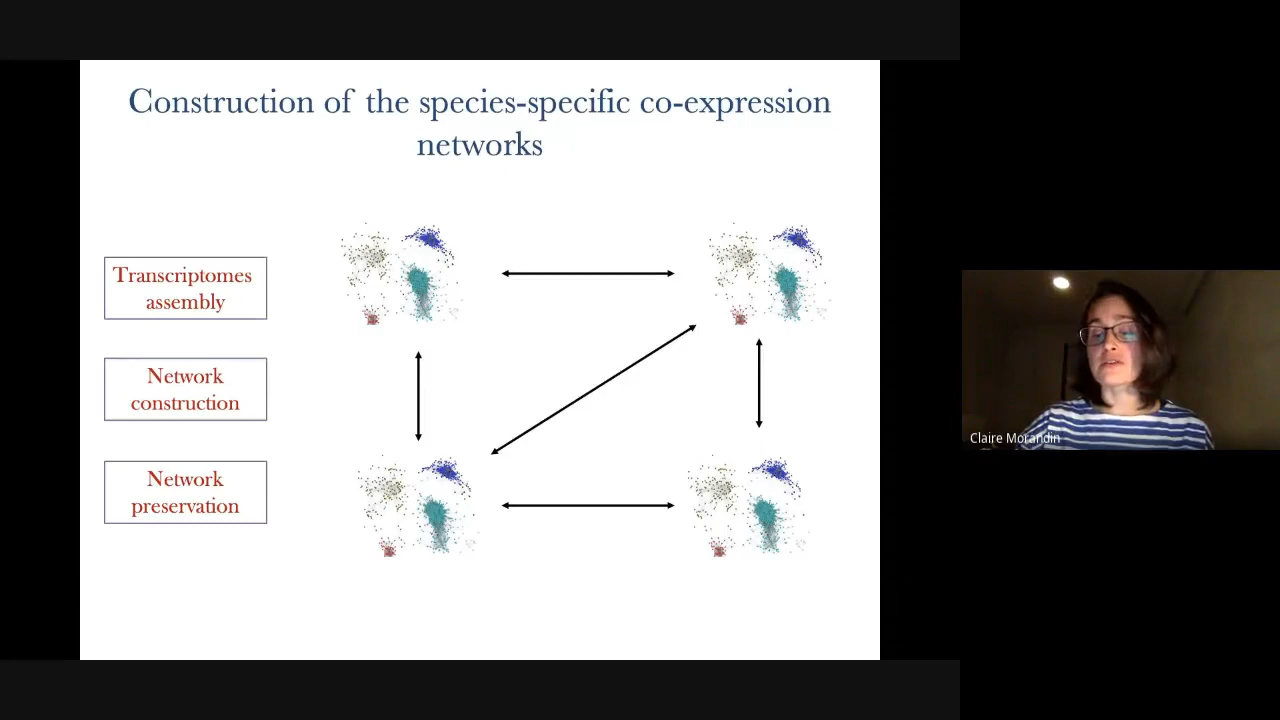 Construction of the species-specific co-expression
networks
Transcriptomes
assembly
Network
construction
Network
preservation
Claire Morandin